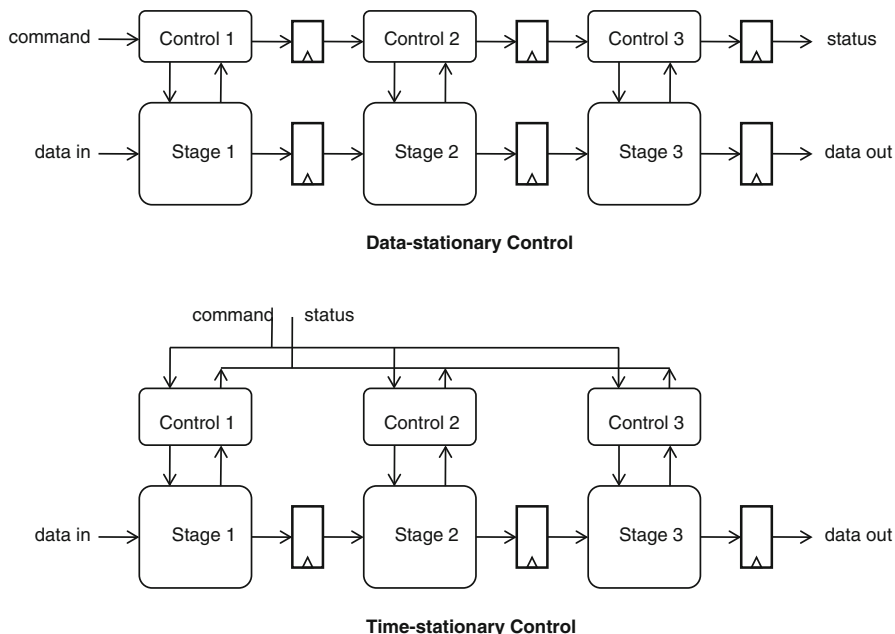 command Control 1 Control 2 Control 3 status
data in Stage 1 Stage 2 Stage 3 data out
Data-stationary Control
command status
Control 1 Control 2 Control 3
data in Stage 1 Stage 2 Stage 3 data out
Time-stationary Control